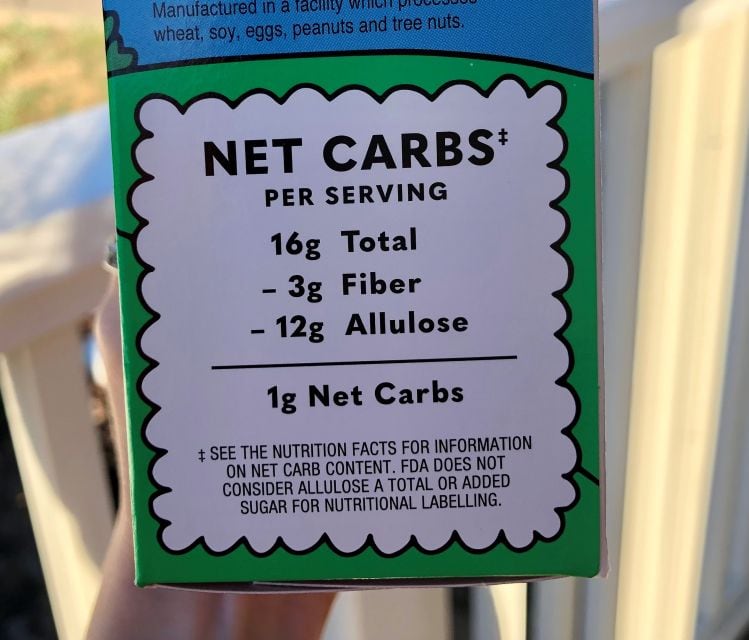 Manufactured in a facility which processes
wheat, soy, eggs, peanuts and tree nuts.
NET CARBS‡
PER SERVING
16g Total
– 3g Fiber
– 12g Allulose
1g Net Carbs
‡ SEE THE NUTRITION FACTS FOR INFORMATION
ON NET CARB CONTENT. FDA DOES NOT
CONSIDER ALLULOSE A TOTAL OR ADDED
SUGAR FOR NUTRITIONAL LABELLING.